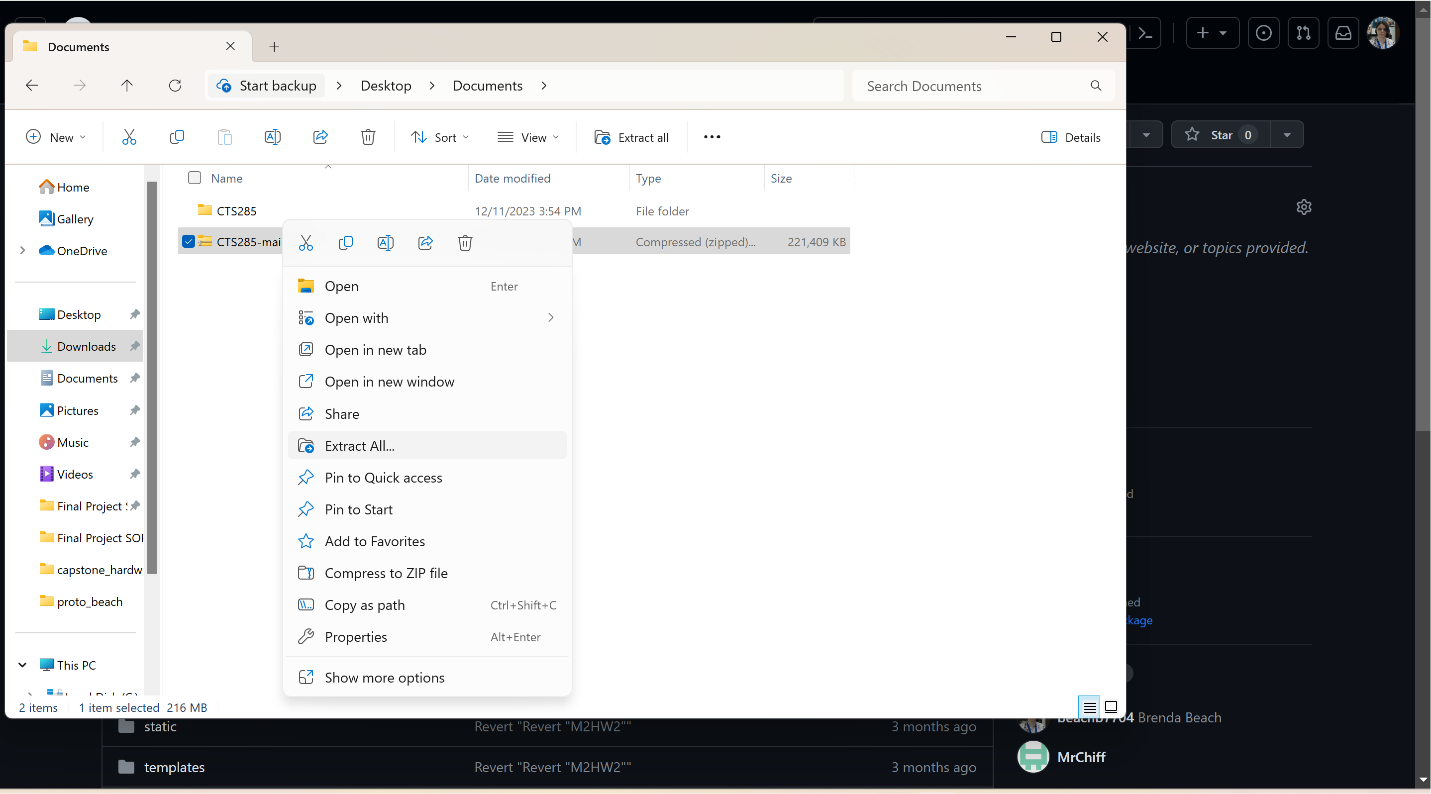 Documents
Start backup > Desktop > Documents >
Search Documents
New
Sort
View
Extract all
Details
Star 0
Name
Date modified
Type
Size
CTS285
12/11/2023 3:54 PM
File folder
CTS285-mai
M
Compressed (zipped)...
221,409 KB
Home
Gallery
OneDrive
Desktop
Downloads
Documents
Pictures
Music
Videos
Final Project
Final Project SOI
capstone_hardw
proto_beach
This PC
Open Enter
Open with
Open in new tab
Open in new window
Share
Extract All...
Pin to Quick access
Pin to Start
Add to Favorites
Compress to ZIP file
Copy as path Ctrl+Shift+C
Properties Alt+Enter
Show more options
2 items
1 item selected 216 MB
website, or topics provided.
d
ed
kage
static
Revert "Revert "M2HW2""
3 months ago
templates
Revert "Revert "M2HW2""
3 months ago
beachb7704 Brenda Beach
MrChiff